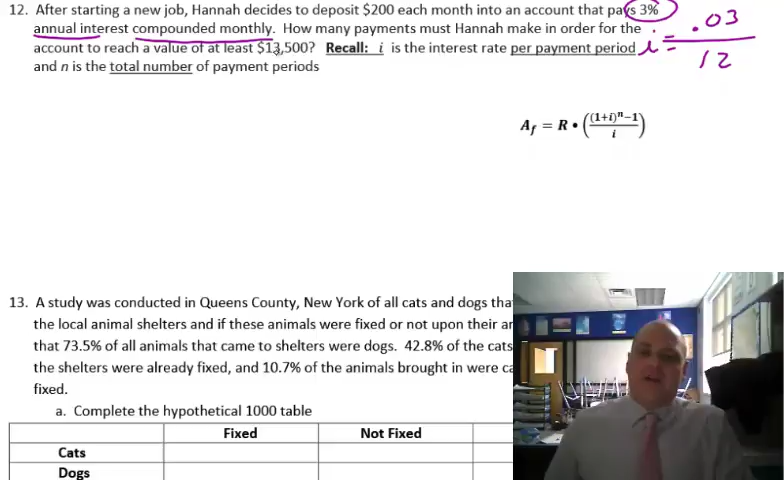 12. After starting a new job, Hannah decides to deposit $200 each month into an account that pays 3%
annual interest compounded monthly. How many payments must Hannah make in order for the
account to reach a value of at least $13,500? Recall: i is the interest rate per payment period
and n is the total number of payment periods
i = .03
12
A_f = R • (((1+i)^n−1)/i)
13. A study was conducted in Queens County, New York of all cats and dogs tha
the local animal shelters and if these animals were fixed or not upon their ar
that 73.5% of all animals that came to shelters were dogs. 42.8% of the cats
the shelters were already fixed, and 10.7% of the animals brought in were ca
fixed.
a. Complete the hypothetical 1000 table
Fixed Not Fixed
Cats
Dogs